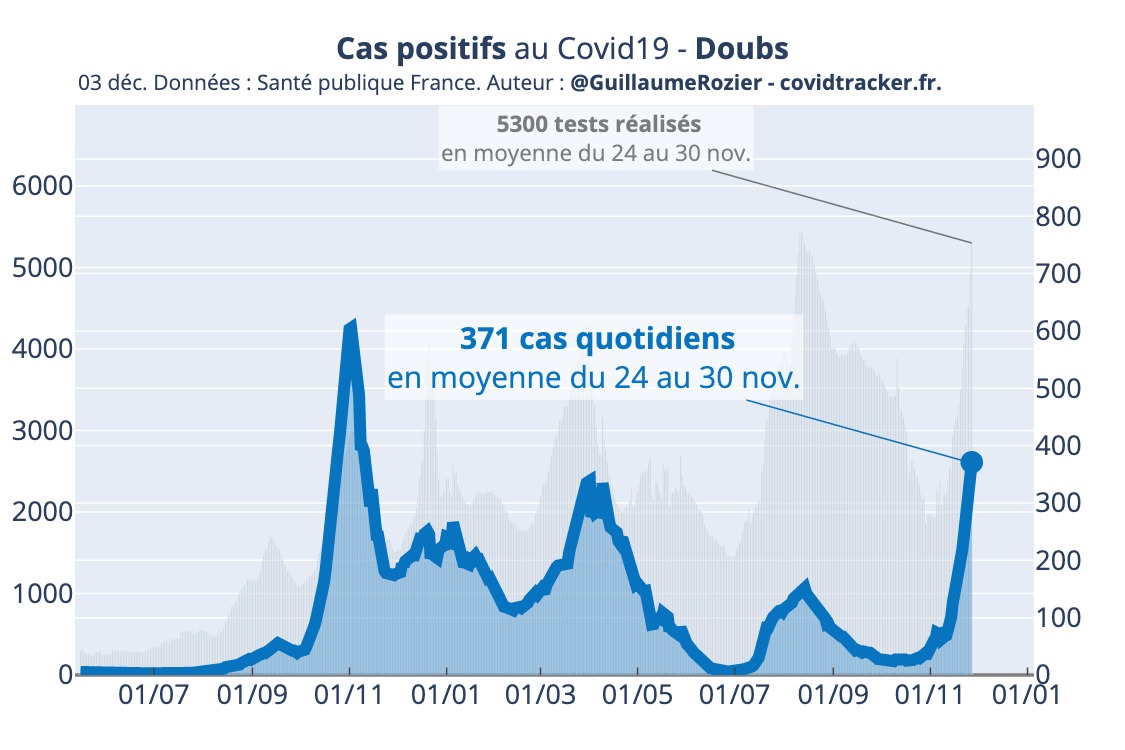 Cas positifs au Covid19 - Doubs
03 déc. Données : Santé publique France. Auteur : @GuillaumeRozier - covidtracker.fr.
5300 tests réalisés
en moyenne du 24 au 30 nov.
371 cas quotidiens
en moyenne du 24 au 30 nov.
6000
5000
4000
3000
2000
1000
0
900
800
700
600
500
400
300
200
100
0
01/07 01/09 01/11 01/01 01/03 01/05 01/07 01/09 01/11 01/01